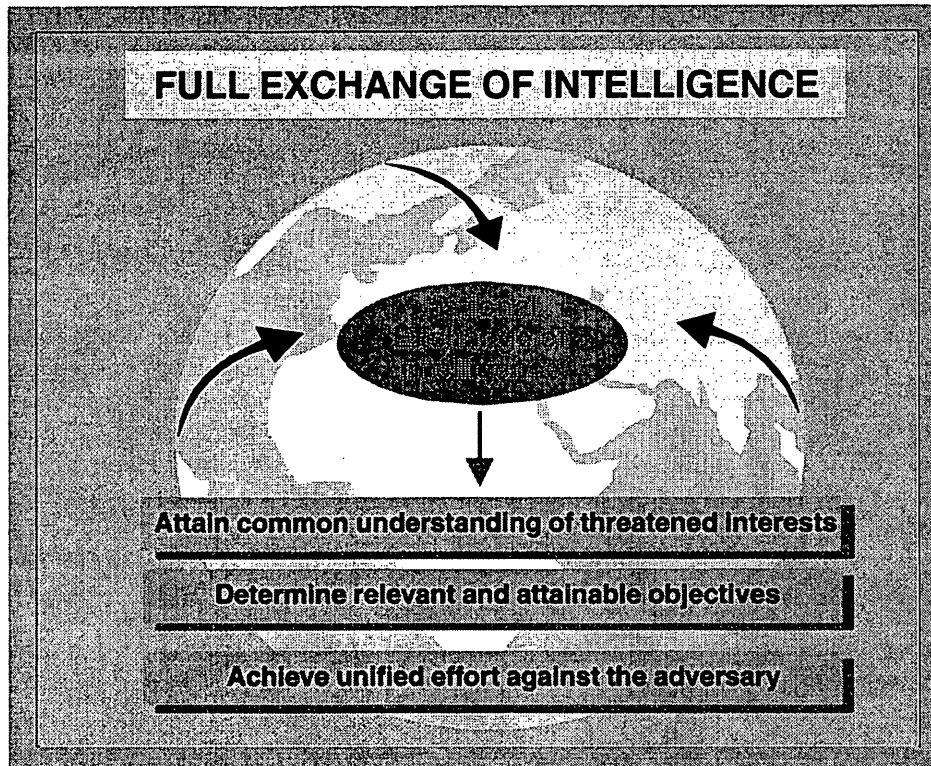 FULL EXCHANGE OF INTELLIGENCE
Attain common understanding of threatened interests
Determine relevant and attainable objectives
Achieve unified effort against the adversary